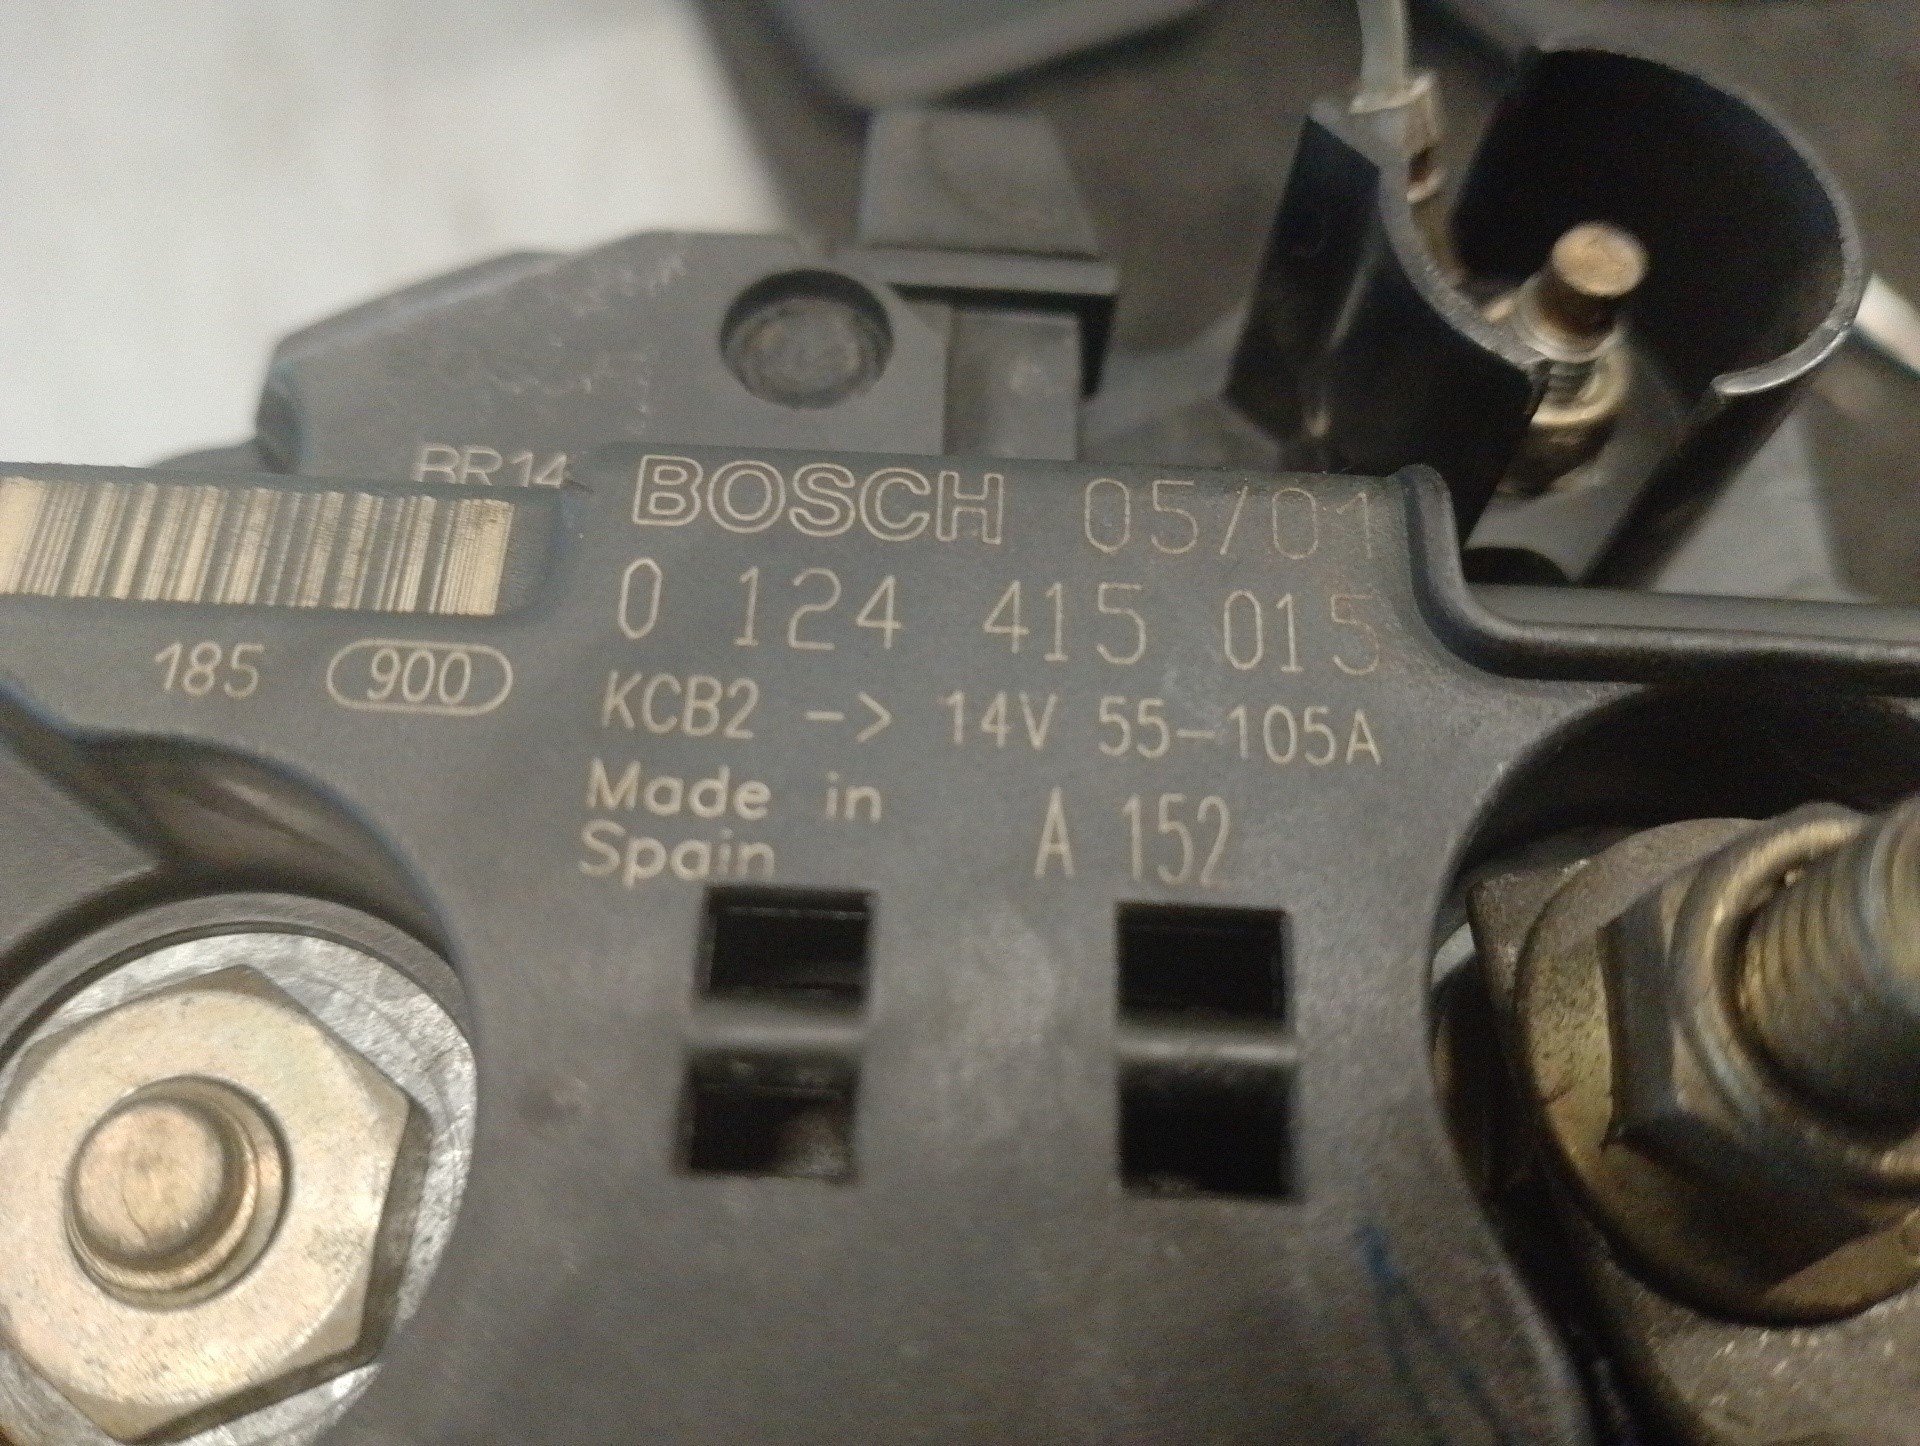 BR14
BOSCH 05/01
0 124 415 015
185 900
KCB2 -> 14V 55-105A
Made in
Spain
A 152